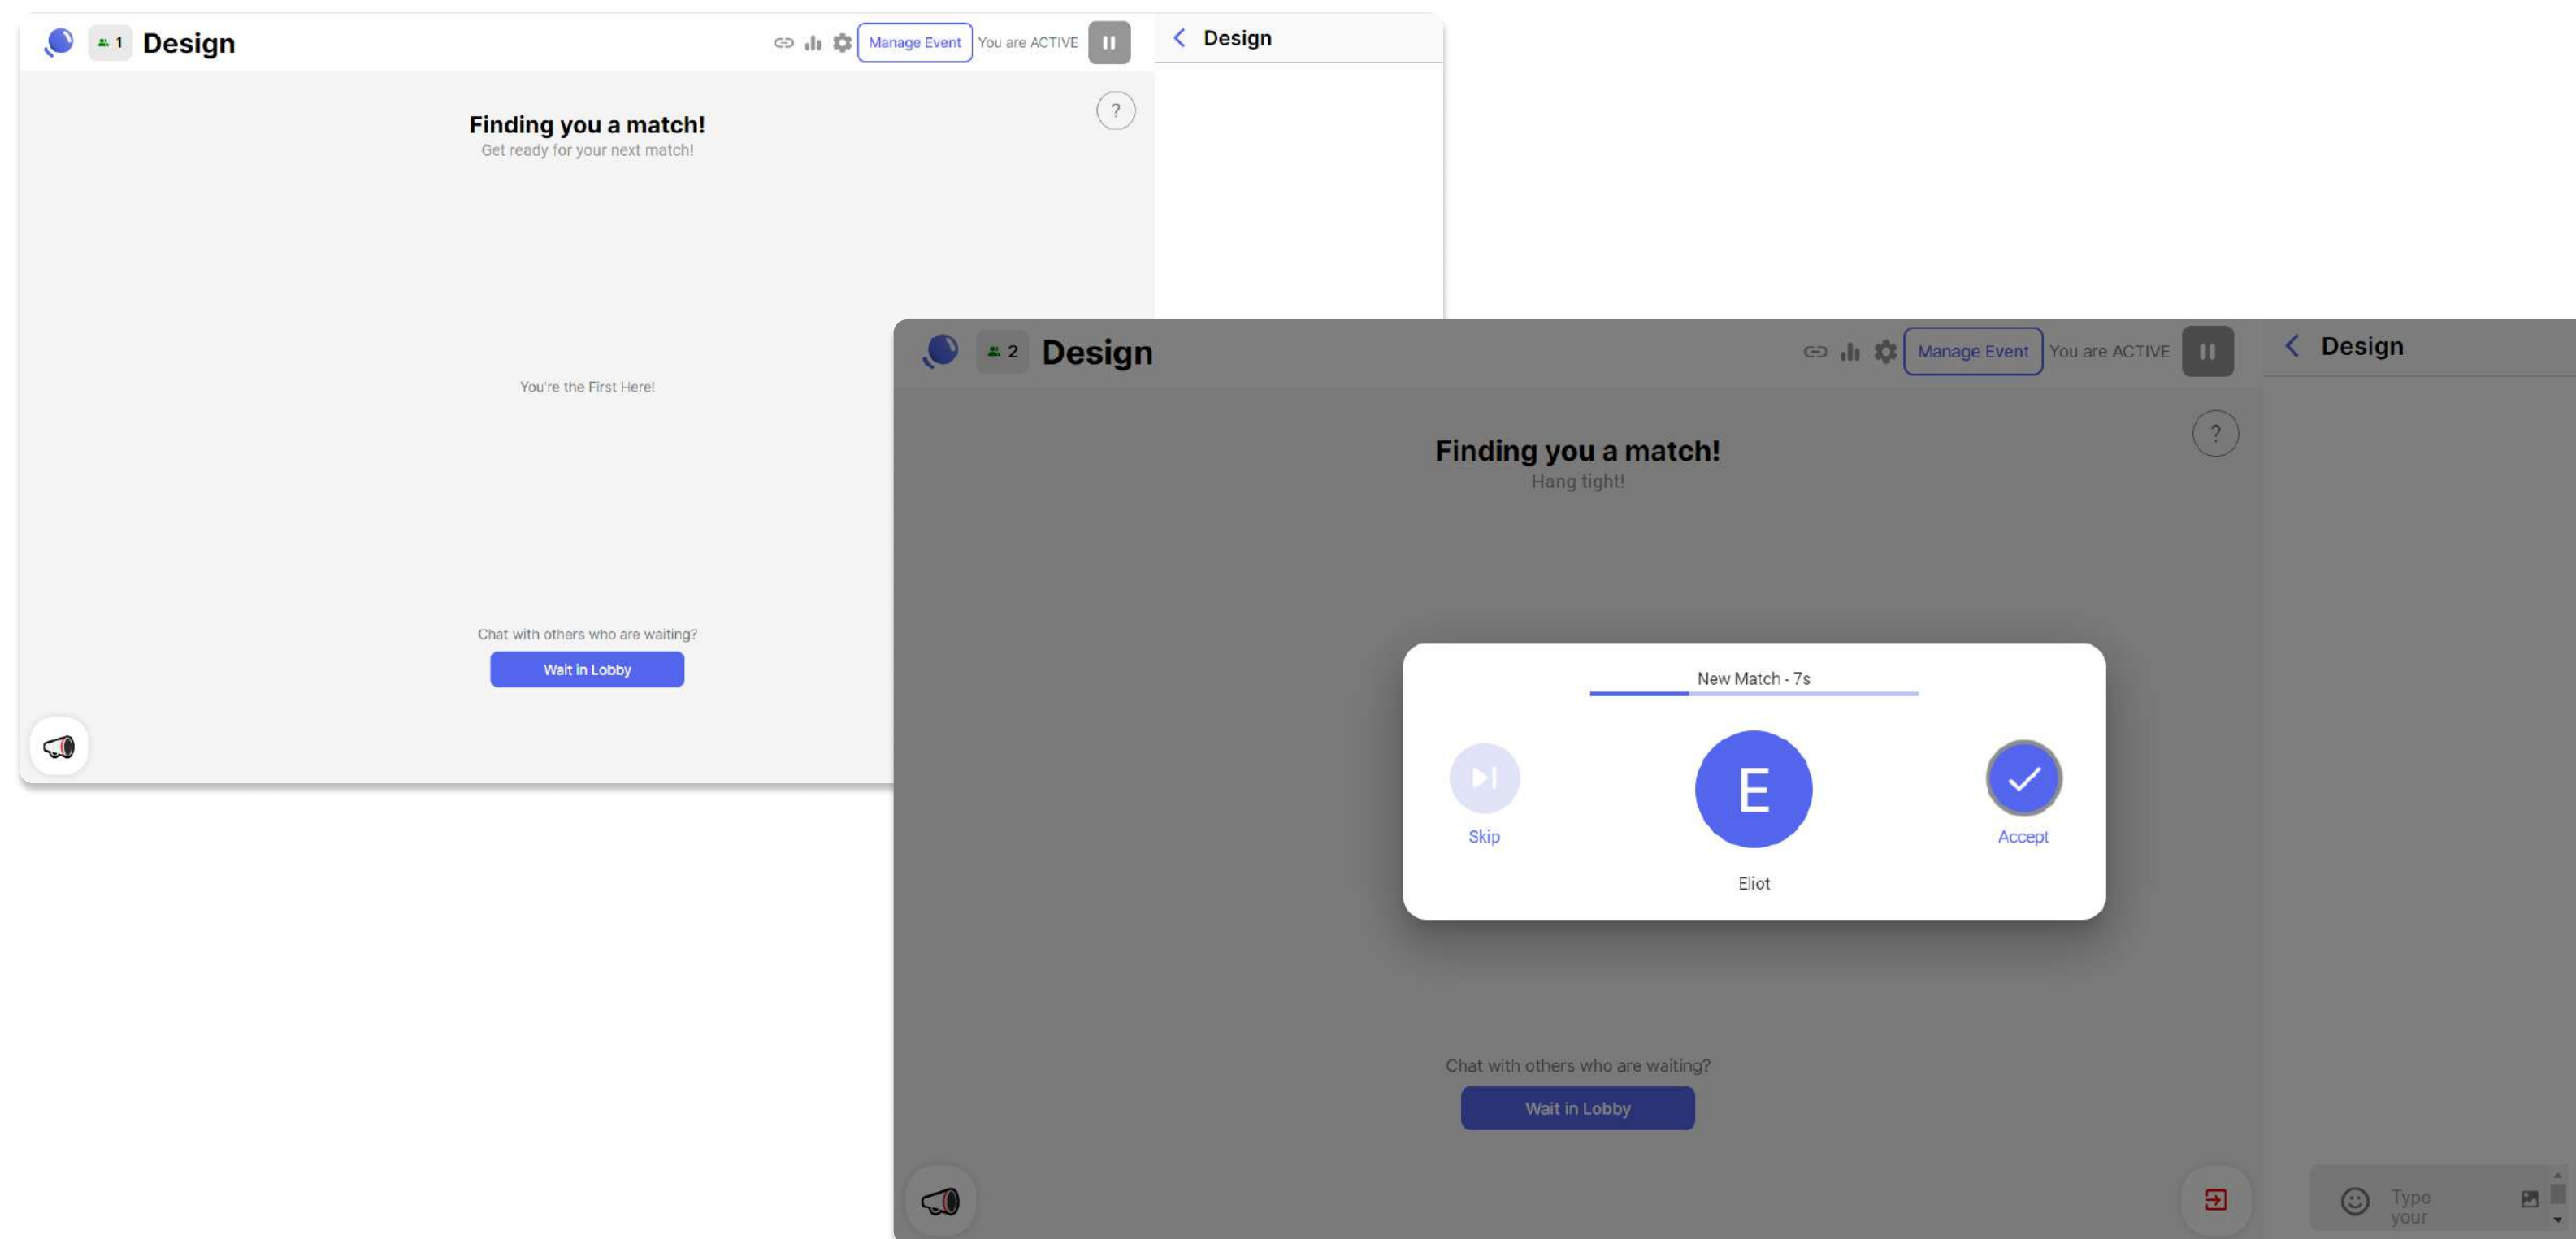 1 Design
Manage Event You are ACTIVE
Design
Finding you a match!
Get ready for your next match!
?
You're the First Here!
Chat with others who are waiting?
Wait in Lobby
2 Design
Manage Event You are ACTIVE
Design
Finding you a match!
Hang tight!
?
New Match - 7s
E
Skip
Accept
Eliot
Chat with others who are waiting?
Wait in Lobby
Type
your